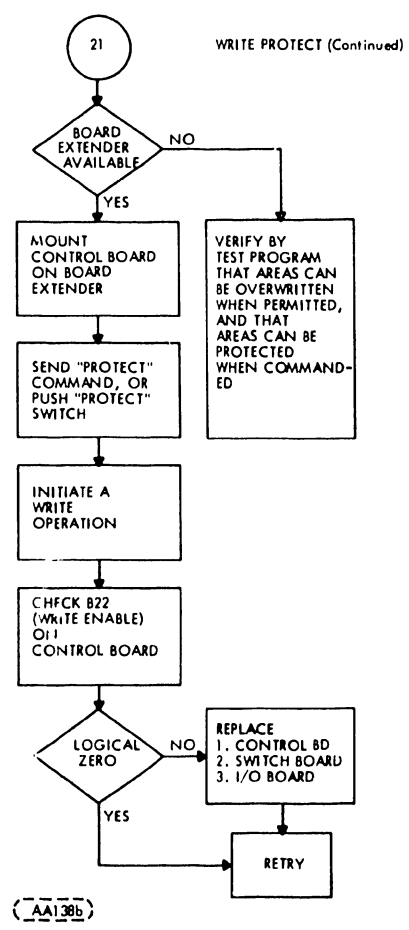 21
WRITE PROTECT (Continued)
BOARD
EXTENDER
AVAILABLE
NO
YES
MOUNT
CONTROL BOARD
ON BOARD
EXTENDER
VERIFY BY
TEST PROGRAM
THAT AREAS CAN
BE OVERWRITTEN
WHEN PERMITTED,
AND THAT
AREAS CAN BE
PROTECTED
WHEN COMMAND-
ED
SEND "PROTECT"
COMMAND, OR
PUSH "PROTECT"
SWITCH
INITIATE A
WRITE
OPERATION
CHECK B22
(WRITE ENABLE)
ON
CONTROL BOARD
LOGICAL
ZERO
NO
YES
REPLACE
1. CONTROL BD
2. SWITCH BOARD
3. I/O BOARD
RETRY
AA138b